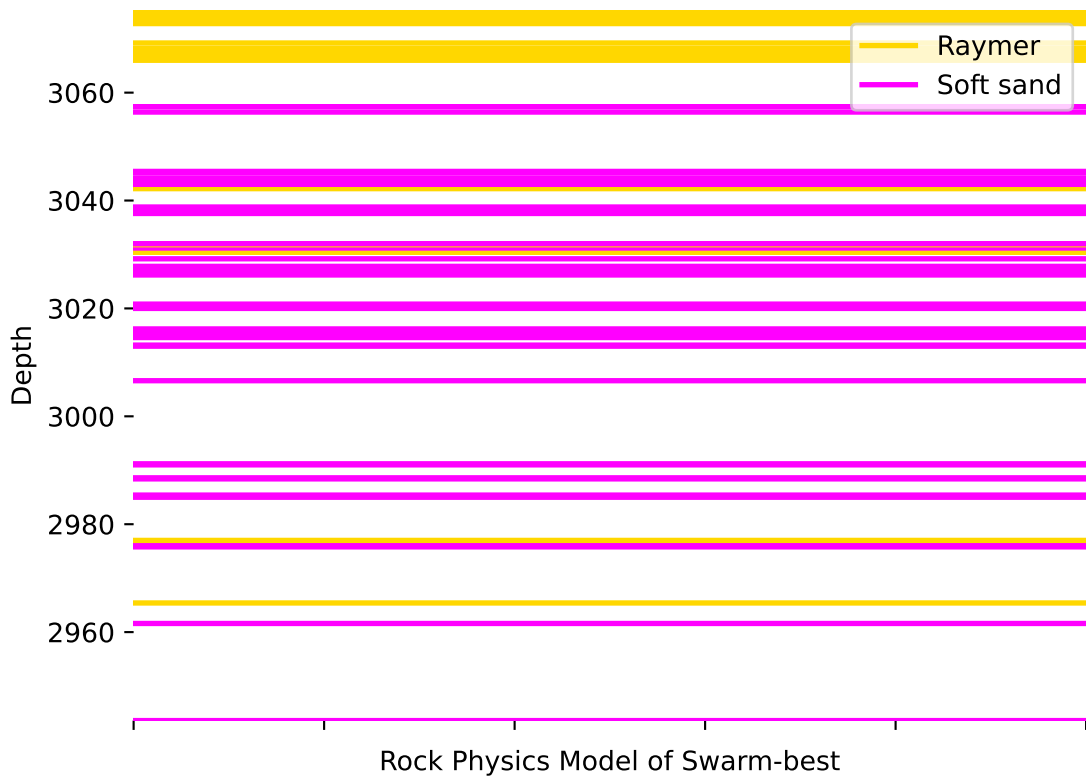 Raymer
Soft sand
3060
3040
3020
3000
2980
2960
Depth
Rock Physics Model of Swarm-best